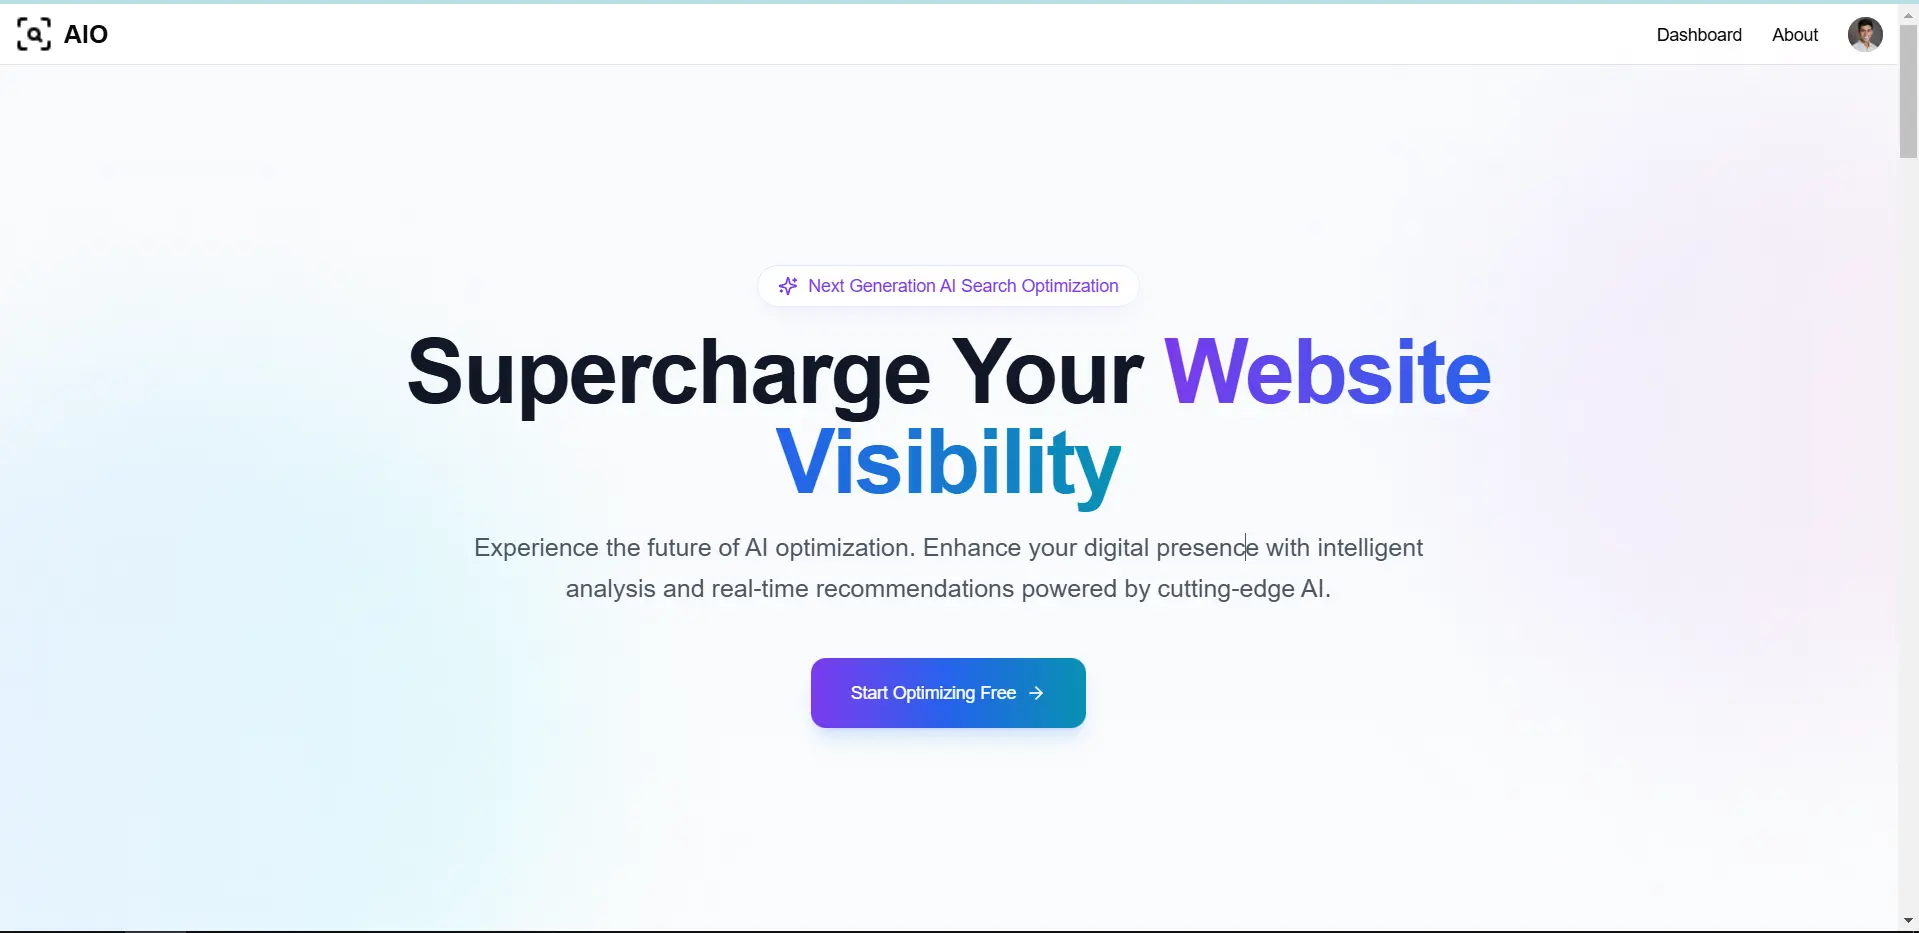 AIO
Dashboard
About
Next Generation AI Search Optimization
Supercharge Your Website
Visibility
Experience the future of AI optimization. Enhance your digital presence with intelligent
analysis and real-time recommendations powered by cutting-edge AI.
Start Optimizing Free